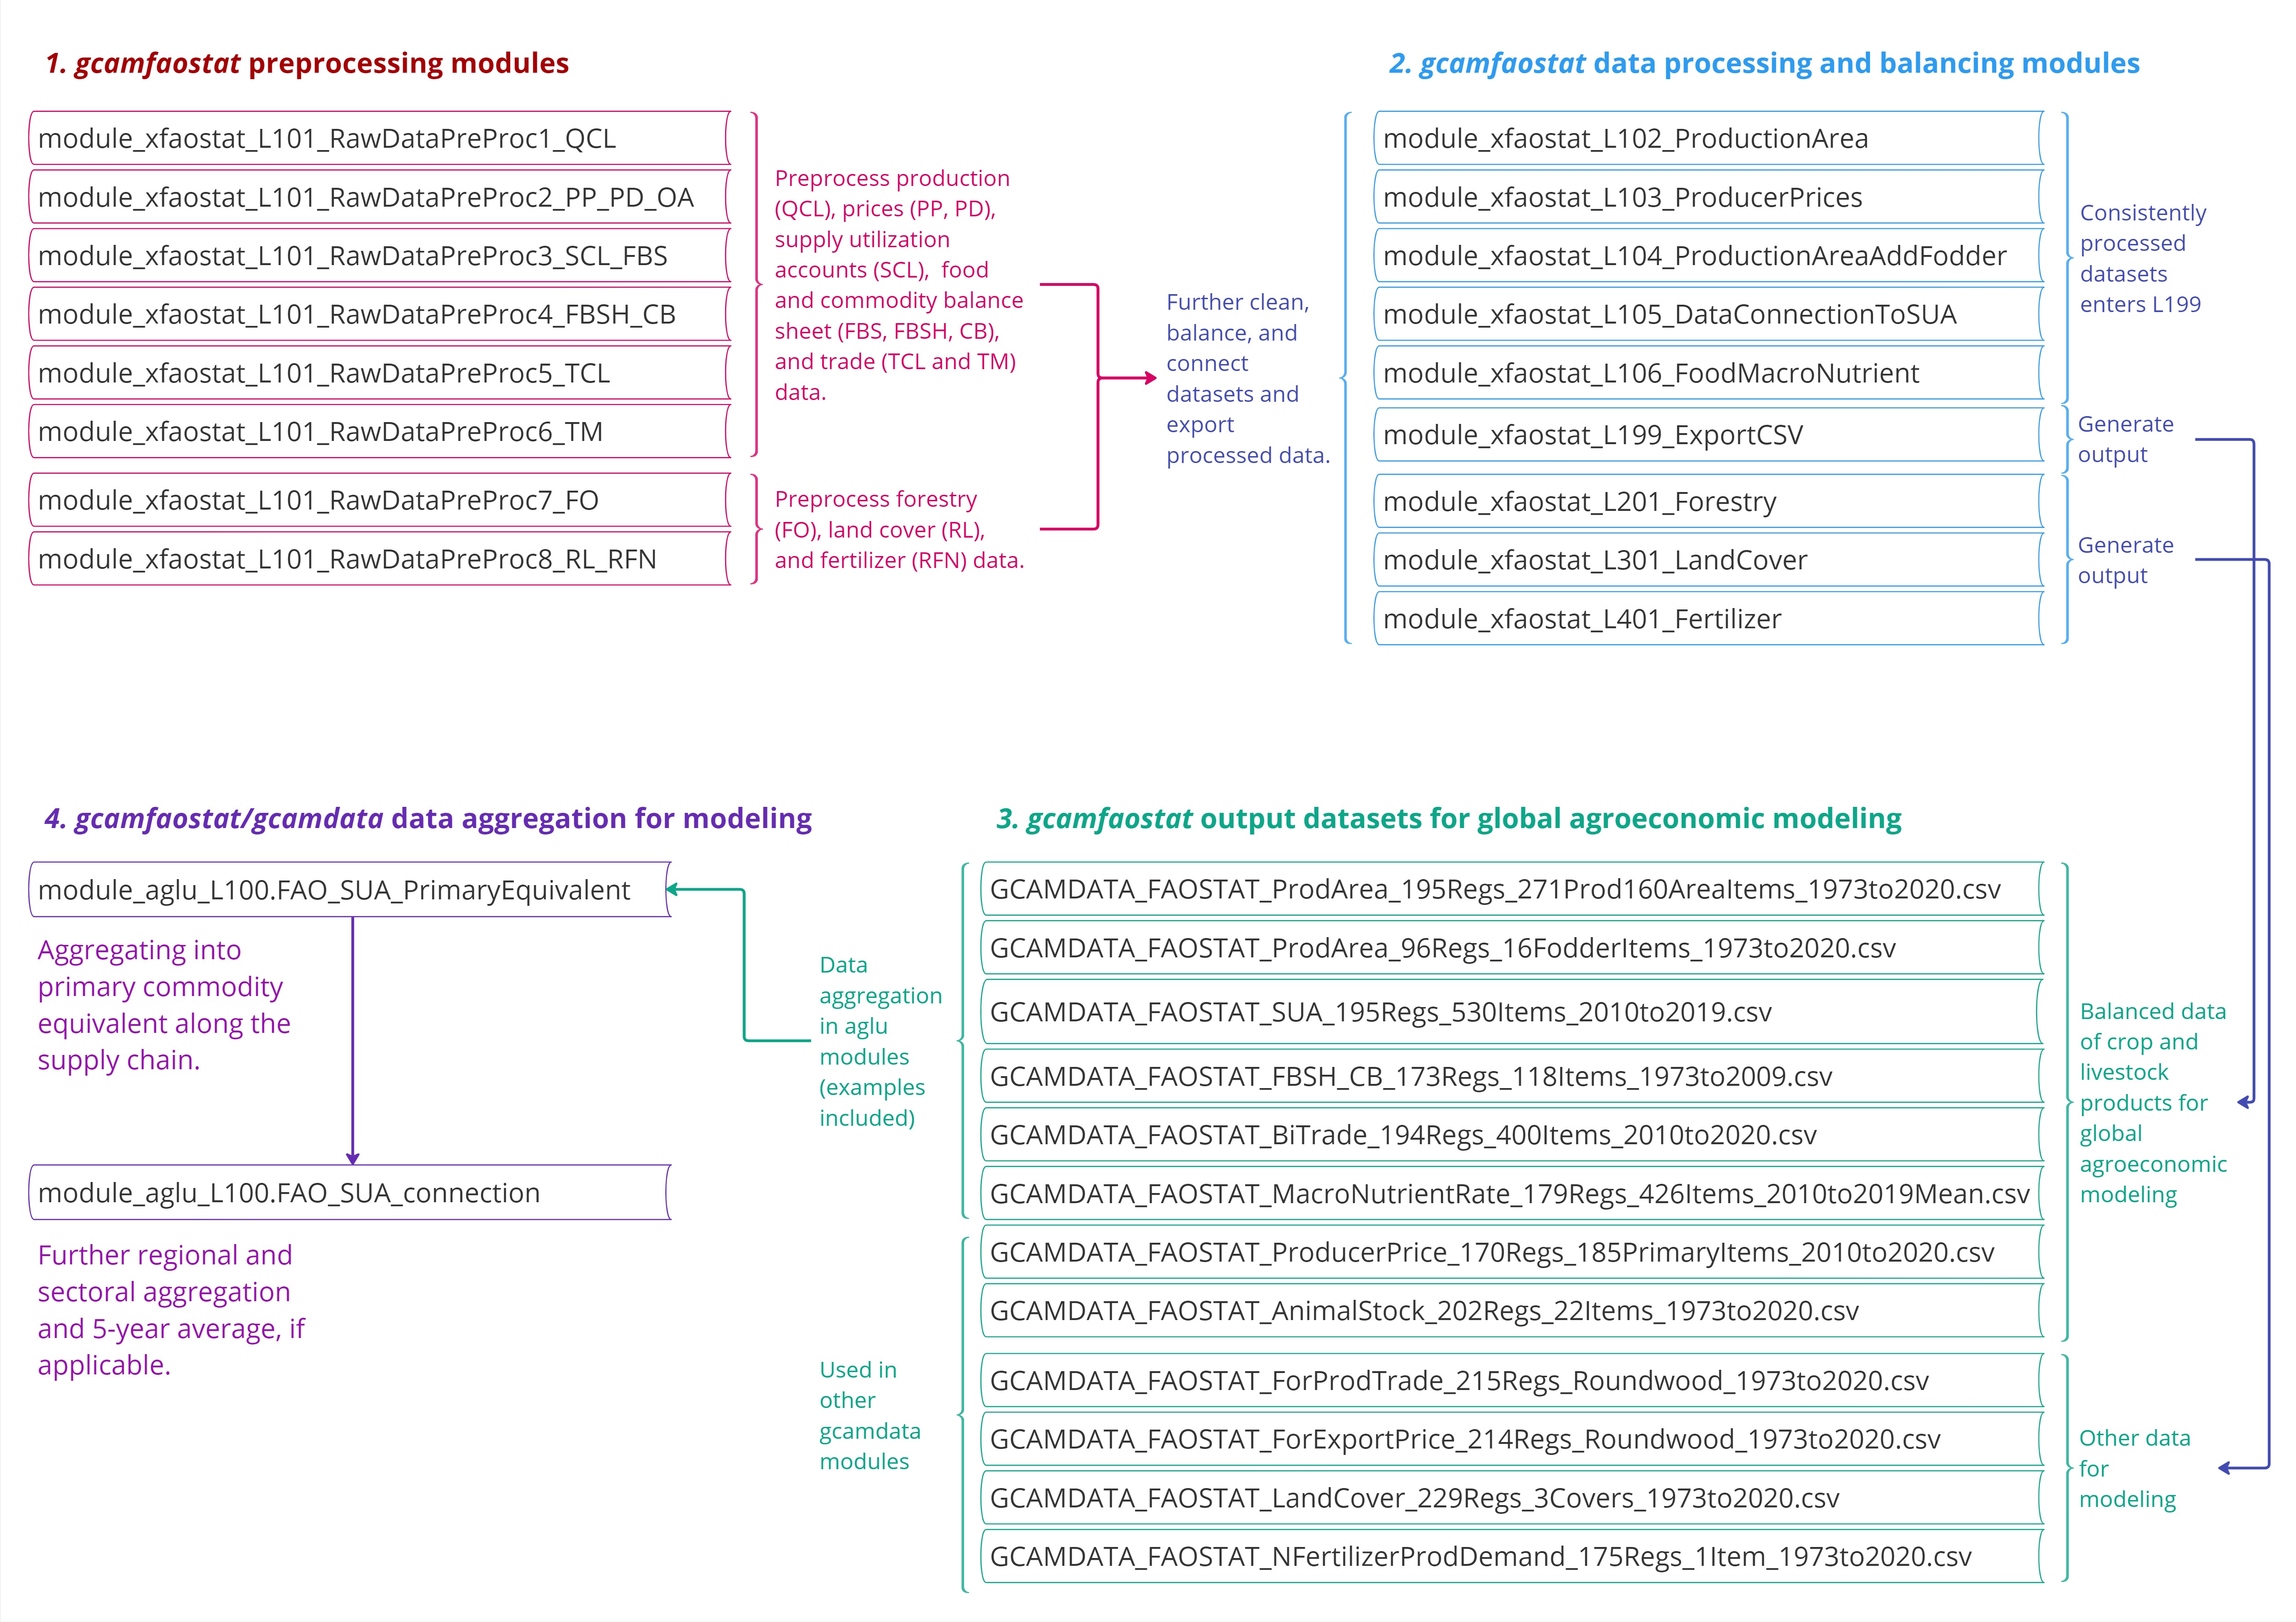 1. gcamfaostat preprocessing modules
module_xfaostat_L101_RawDataPreProc1_QCL
module_xfaostat_L101_RawDataPreProc2_PP_PD_OA
module_xfaostat_L101_RawDataPreProc3_SCL_FBS
module_xfaostat_L101_RawDataPreProc4_FBSH_CB
module_xfaostat_L101_RawDataPreProc5_TCL
module_xfaostat_L101_RawDataPreProc6_TM
module_xfaostat_L101_RawDataPreProc7_FO
module_xfaostat_L101_RawDataPreProc8_RL_RFN
Preprocess production
(QCL), prices (PP, PD),
supply utilization
accounts (SCL), food
and commodity balance
sheet (FBS, FBSH, CB),
and trade (TCL and TM)
data.
Preprocess forestry
(FO), land cover (RL),
and fertilizer (RFN) data.
Further clean,
balance, and
connect
datasets and
export
processed data.
2. gcamfaostat data processing and balancing modules
module_xfaostat_L102_ProductionArea
module_xfaostat_L103_ProducerPrices
module_xfaostat_L104_ProductionAreaAddFodder
module_xfaostat_L105_DataConnectionToSUA
module_xfaostat_L106_FoodMacroNutrient
module_xfaostat_L199_ExportCSV
module_xfaostat_L201_Forestry
module_xfaostat_L301_LandCover
module_xfaostat_L401_Fertilizer
Consistently
processed
datasets
enters L199
Generate
output
Generate
output
3. gcamfaostat output datasets for global agroeconomic modeling
GCAMDATA_FAOSTAT_ProdArea_195Regs_271Prod160AreaItems_1973to2020.csv
GCAMDATA_FAOSTAT_ProdArea_96Regs_16FodderItems_1973to2020.csv
GCAMDATA_FAOSTAT_SUA_195Regs_530Items_2010to2019.csv
GCAMDATA_FAOSTAT_FBSH_CB_173Regs_118Items_1973to2009.csv
GCAMDATA_FAOSTAT_BiTrade_194Regs_400Items_2010to2020.csv
GCAMDATA_FAOSTAT_MacroNutrientRate_179Regs_426Items_2010to2019Mean.csv
GCAMDATA_FAOSTAT_ProducerPrice_170Regs_185PrimaryItems_2010to2020.csv
GCAMDATA_FAOSTAT_AnimalStock_202Regs_22Items_1973to2020.csv
GCAMDATA_FAOSTAT_ForProdTrade_215Regs_Roundwood_1973to2020.csv
GCAMDATA_FAOSTAT_ForExportPrice_214Regs_Roundwood_1973to2020.csv
GCAMDATA_FAOSTAT_LandCover_229Regs_3Covers_1973to2020.csv
GCAMDATA_FAOSTAT_NFertilizerProdDemand_175Regs_1Item_1973to2020.csv
Balanced data
of crop and
livestock
products for
global
agroeconomic
modeling
Other data
for
modeling
Data
aggregation
in aglu
modules
(examples
included)
Used in
other
gcamdata
modules
4. gcamfaostat/gcamdata data aggregation for modeling
module_aglu_L100.FAO_SUA_PrimaryEquivalent
Aggregating into
primary commodity
equivalent along the
supply chain.
module_aglu_L100.FAO_SUA_connection
Further regional and
sectoral aggregation
and 5-year average, if
applicable.